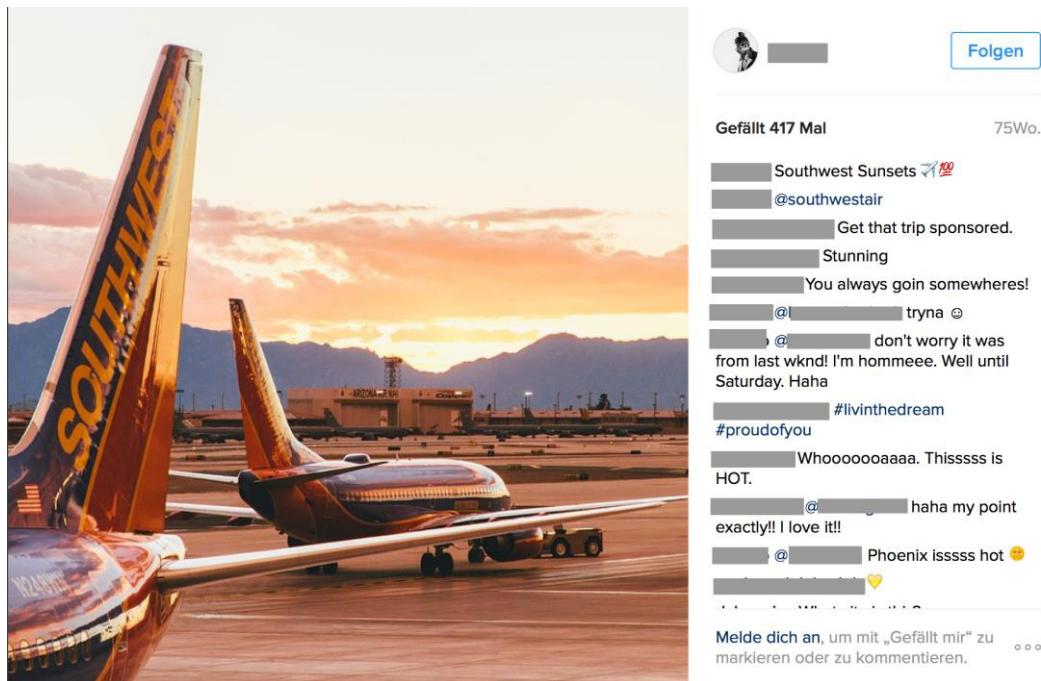 SOUTHWEST
ARIZONA AIR NAT
Folgen
Gefällt 417 Mal
75Wo.
Southwest Sunsets ✈️💯
@southwestair
Get that trip sponsored.
Stunning
You always goin somewheres!
@ tryna ☺
@ don't worry it was
from last wknd! I'm hommeee. Well until
Saturday. Haha
#livinthedream
#proudofyou
Whooooooaaaa. Thisssss is
HOT.
@ haha my point
exactly!! I love it!!
@ Phoenix isssss hot 😊
💛
Melde dich an, um mit „Gefällt mir“ zu
markieren oder zu kommentieren.